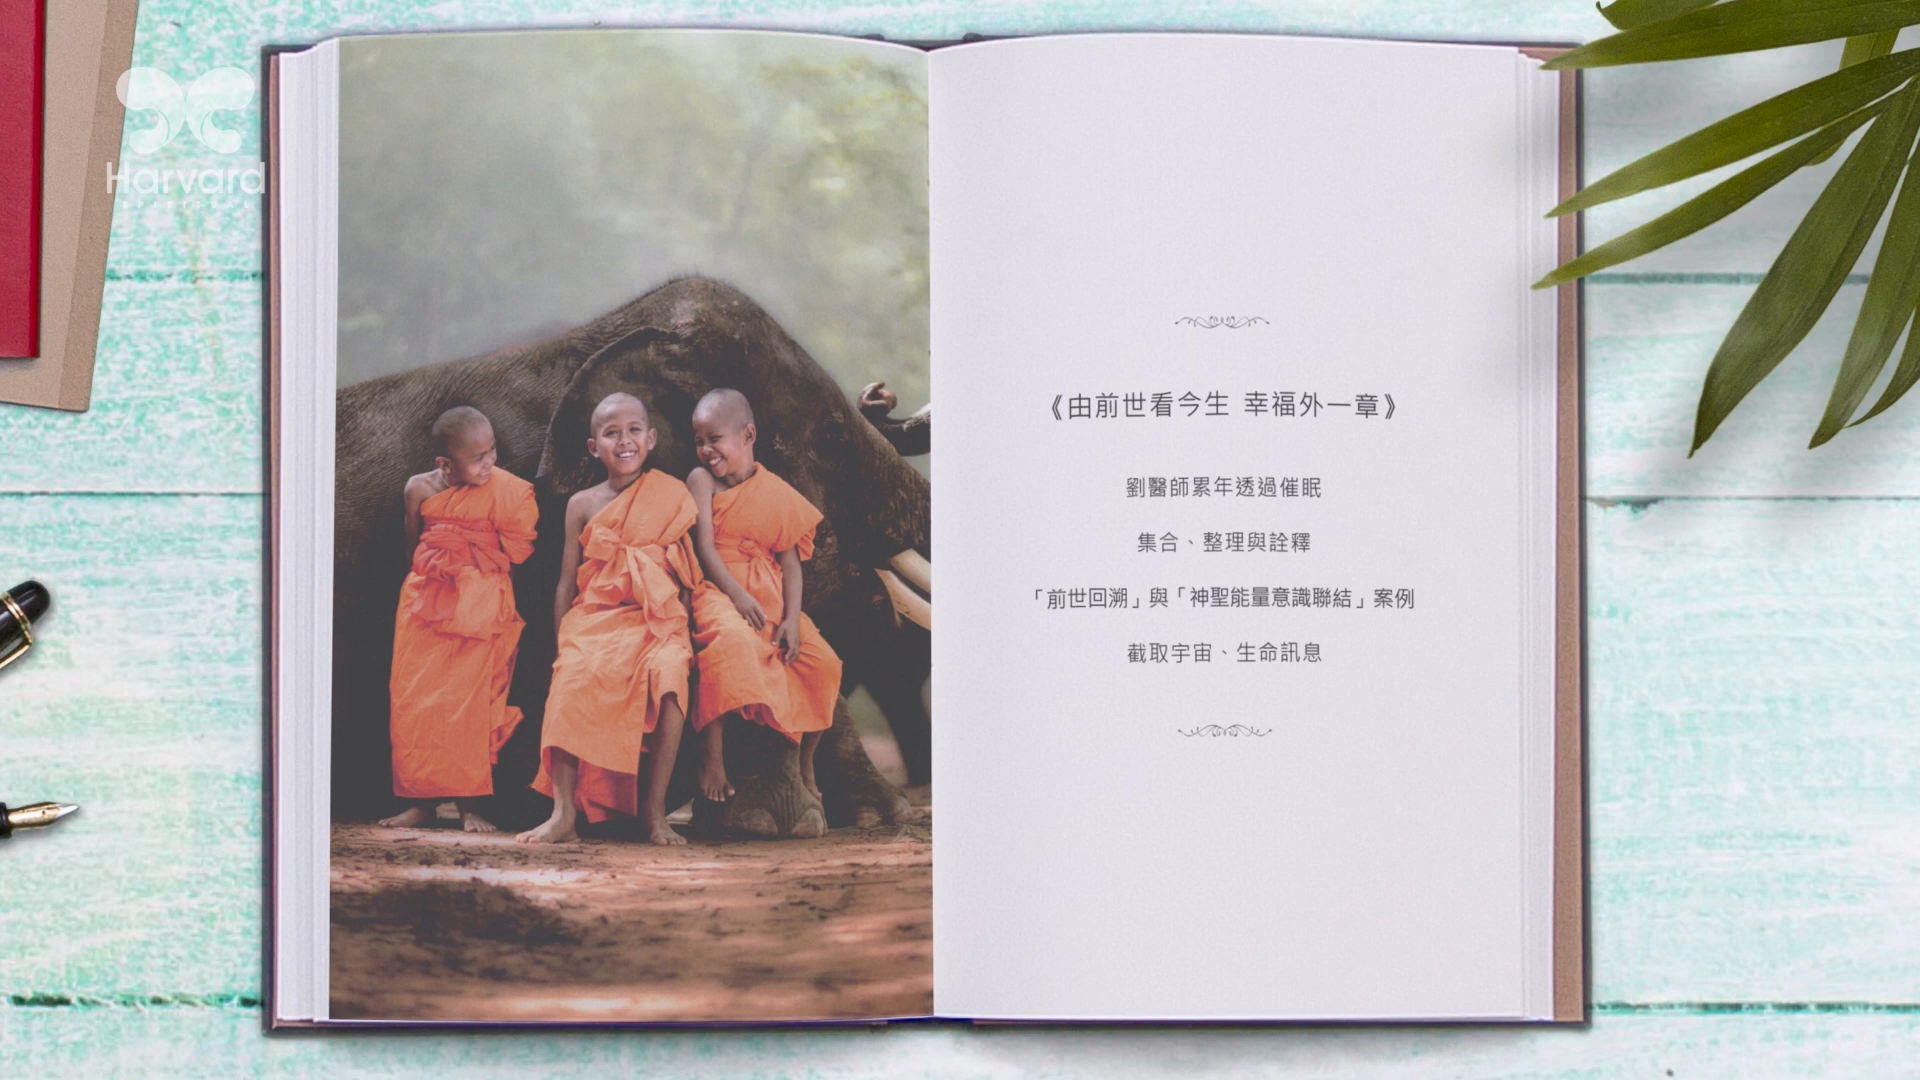 Harvard
SPIRITUAL
《由前世看今生 幸福外一章》
劉醫師累年透過催眠
集合、整理與詮釋
「前世回溯」與「神聖能量意識聯結」案例
截取宇宙、生命訊息